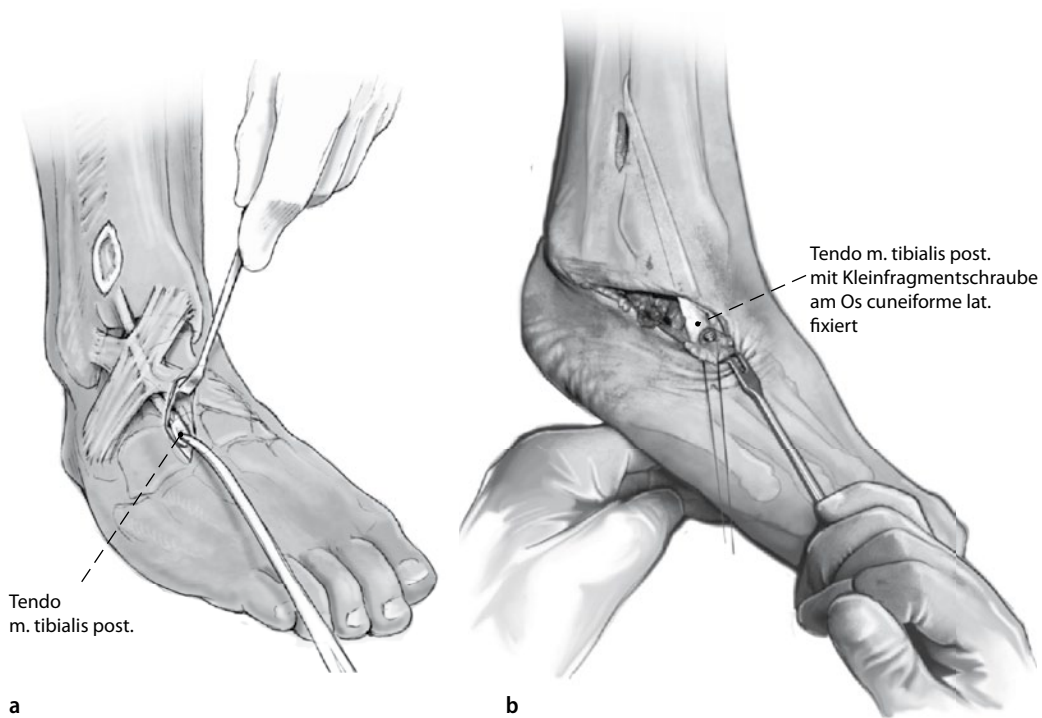 Tendo m. tibialis post.
mit Kleinfragmentschraube
am Os cuneiforme lat.
fixiert
Tendo
m. tibialis post.
a
b